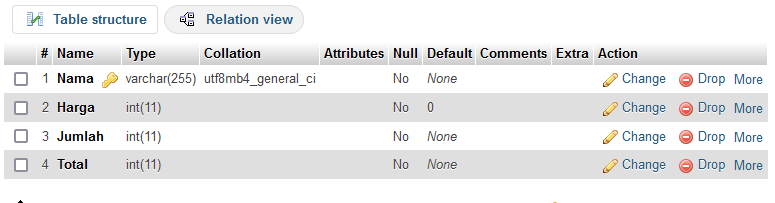 Table structure Relation view
# Name Type Collation Attributes Null Default Comments Extra Action
1 Nama varchar(255) utf8mb4_general_ci No None Change Drop More
2 Harga int(11) No 0 Change Drop More
3 Jumlah int(11) No None Change Drop More
4 Total int(11) No None Change Drop More